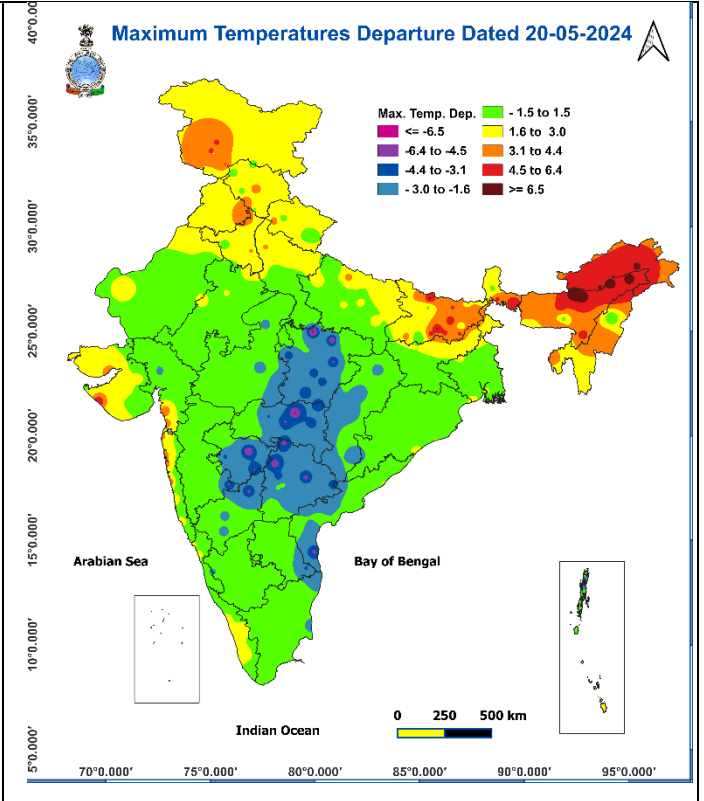 Maximum Temperatures Departure Dated 20-05-2024
Max. Temp. Dep.
<= -6.5
-6.4 to -4.5
-4.4 to -3.1
- 3.0 to -1.6
- 1.5 to 1.5
1.6 to 3.0
3.1 to 4.4
4.5 to 6.4
>= 6.5
40°0.0
35°0.000'
30°0.000'
25°0.000'
20°0.000'
15°0.000'
10°0.000'
5°0.000'
Arabian Sea
Bay of Bengal
Indian Ocean
0 250 500 km
70°0.000' 75°0.000' 80°0.000' 85°0.000' 90°0.000' 95°0.000'